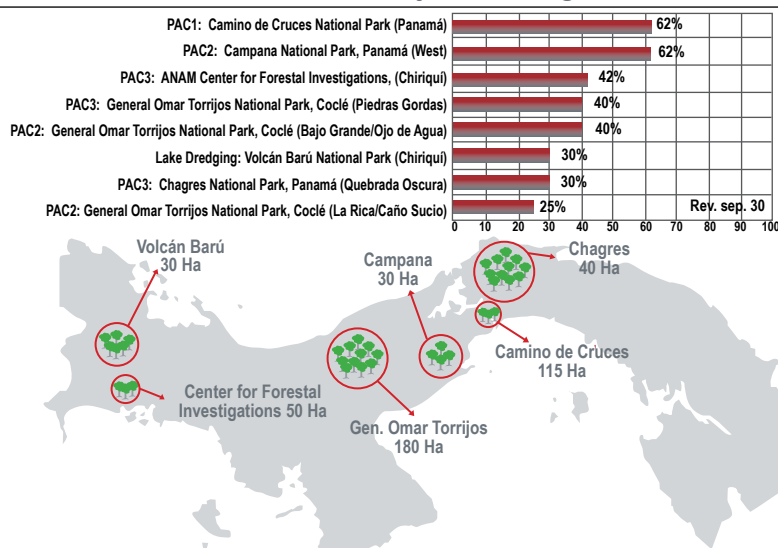 PAC1: Camino de Cruces National Park (Panamá) 62%
PAC2: Campana National Park, Panamá (West) 62%
PAC3: ANAM Center for Forestal Investigations, (Chiriquí) 42%
PAC3: General Omar Torrijos National Park, Coclé (Piedras Gordas) 40%
PAC2: General Omar Torrijos National Park, Coclé (Bajo Grande/Ojo de Agua) 40%
Lake Dredging: Volcán Barú National Park (Chiriquí) 30%
PAC3: Chagres National Park, Panamá (Quebrada Oscura) 30%
PAC2: General Omar Torrijos National Park, Coclé (La Rica/Caño Sucio) 25% Rev. sep. 30
0 10 20 30 40 50 60 70 80 90 100
Volcán Barú
30 Ha
Campana
30 Ha
Chagres
40 Ha
Camino de Cruces
115 Ha
Center for Forestal
Investigations 50 Ha
Gen. Omar Torrijos
180 Ha